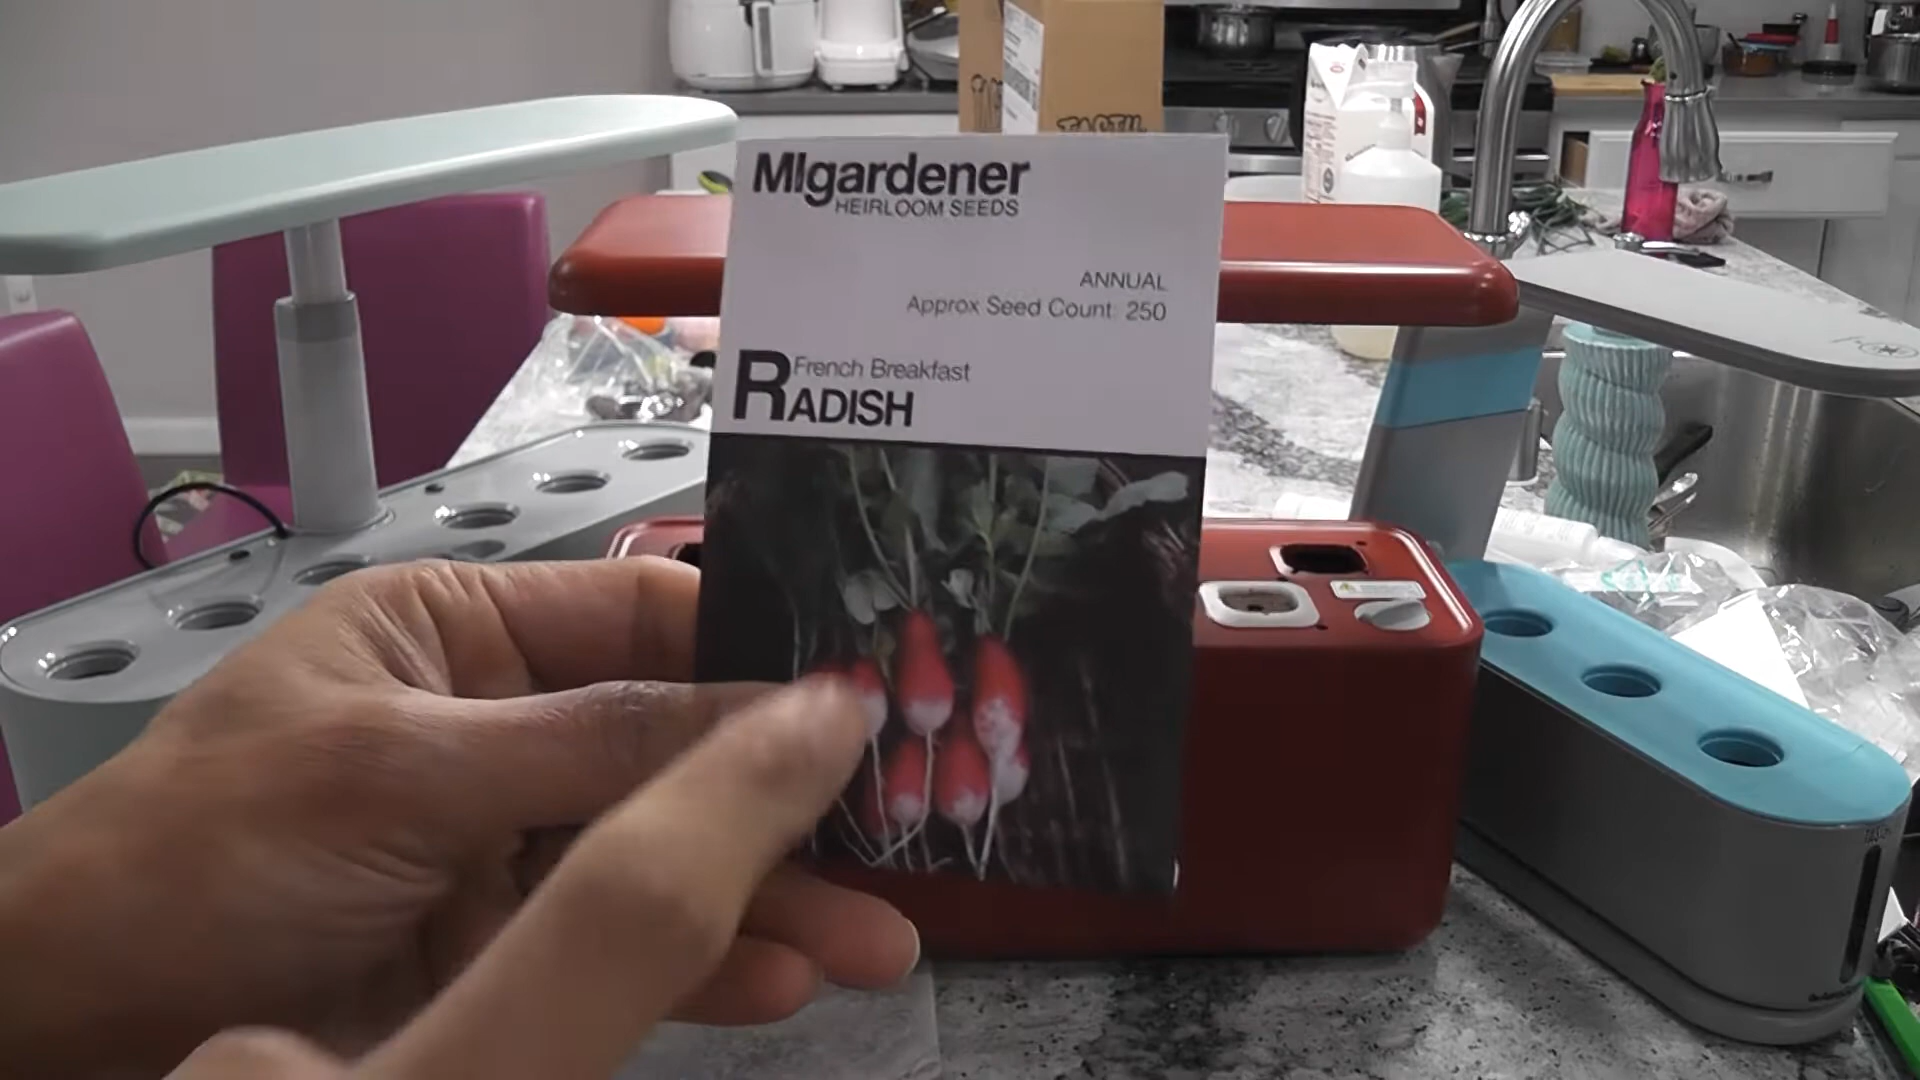 MIgardener
HEIRLOOM SEEDS
ANNUAL
Approx Seed Count: 250
French Breakfast
RADISH